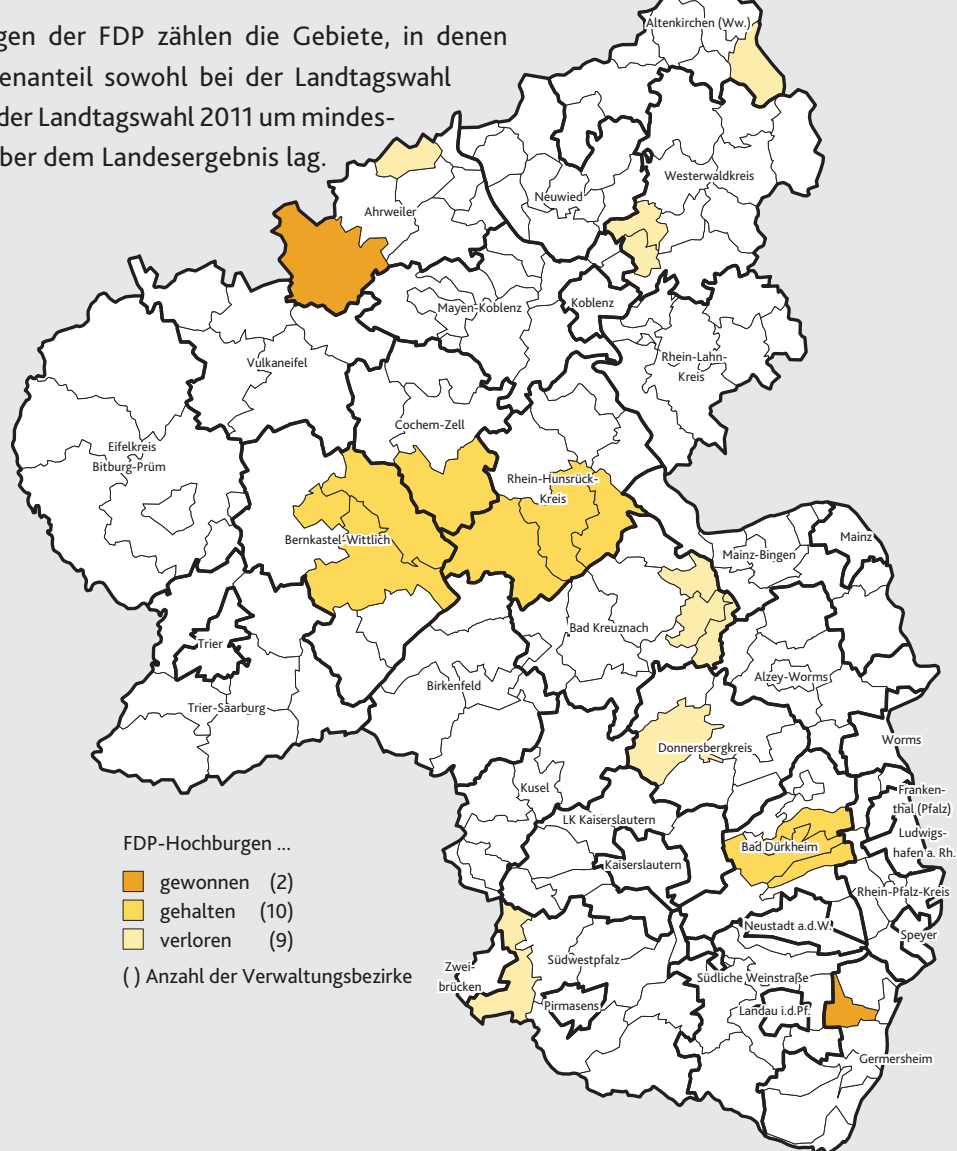 gen der FDP zählen die Gebiete, in denen
enanteil sowohl bei der Landtagswahl
der Landtagswahl 2011 um mindes-
ber dem Landesergebnis lag.
Altenkirchen (Ww.)
Westerwaldkreis
Neuwied
Ahrweiler
Koblenz
Mayen-Koblenz
Rhein-Lahn-
Kreis
Vulkaneifel
Cochem-Zell
Eifelkreis
Bitburg-Prüm
Rhein-Hunsrück-
Kreis
Bernkastel-Wittlich
Mainz
Mainz-Bingen
Bad Kreuznach
Trier
Alzey-Worms
Birkenfeld
Trier-Saarburg
Worms
Donnersbergkreis
Kusel
Franken-
thal (Pfalz)
LK Kaiserslautern
Ludwigs-
hafen a. Rh.
Bad Dürkheim
Kaiserslautern
Rhein-Pfalz-Kreis
Neustadt a.d.W.
Speyer
Südwestpfalz
Zwei-
brücken
Südliche Weinstraße
Pirmasens
Landau i.d.Pf.
Germersheim
FDP-Hochburgen ...
gewonnen (2)
gehalten (10)
verloren (9)
( ) Anzahl der Verwaltungsbezirke